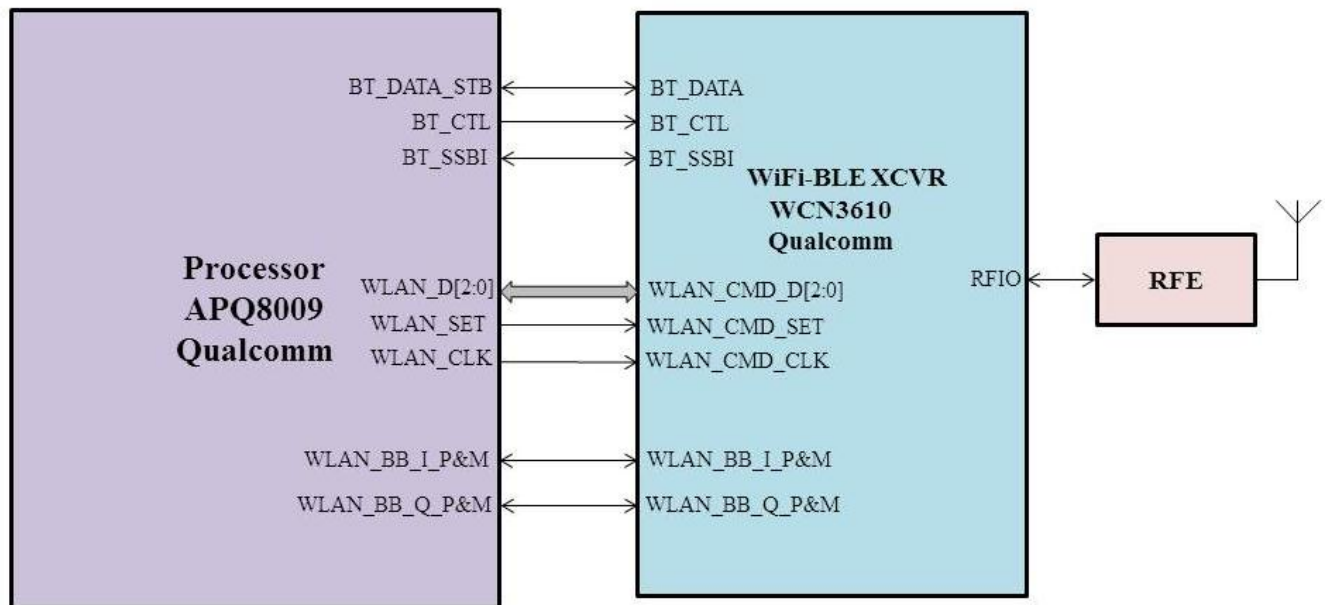 BT_DATA_STB
BT_DATA
BT_CTL
BT_CTL
BT_SSBI
BT_SSBI
WiFi-BLE XCVR
WCN3610
Qualcomm
Processor
APQ8009
Qualcomm
WLAN_D[2:0]
WLAN_CMD_D[2:0]
WLAN_SET
WLAN_CMD_SET
WLAN_CLK
WLAN_CMD_CLK
RFIO
RFE
WLAN_BB_I_P&M
WLAN_BB_I_P&M
WLAN_BB_Q_P&M
WLAN_BB_Q_P&M